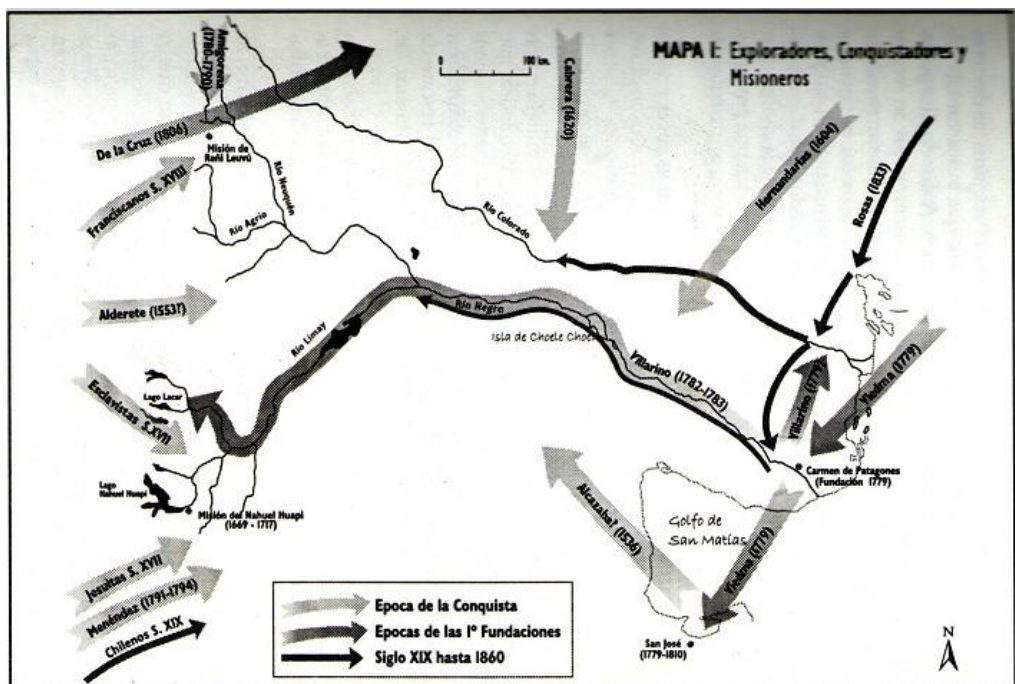 MAPA I: Exploradores, Conquistadores y
Misioneros
0 100 km.
Amigorena
(1780-1790)
De la Cruz (1806)
Misión de
Reñi Leuvú
Franciscanos S. XVIII
Río Neuquén
Río Agrio
Cabrera (1620)
Hernandarias (1604)
Rosas (1833)
Río Colorado
Alderete (1553?)
Río Limay
Río Negro
Isla de Choele Choel
Villarino (1782-1783)
Villarino (1779)
Viedma (1779)
Esclavistas S.XVII
Lago Lacar
Lago
Nahuel Huapi
Misión del Nahuel Huapi
(1669 - 1717)
Carmen de Patagones
(Fundación 1779)
Alcazaba? (1536)
Golfo de
San Matías
Viedma (1779)
Jesuitas S. XVII
Menéndez (1791-1794)
Chilenos S. XIX
San José
(1779-1810)
Epoca de la Conquista
Epocas de las 1º Fundaciones
Siglo XIX hasta 1860
N